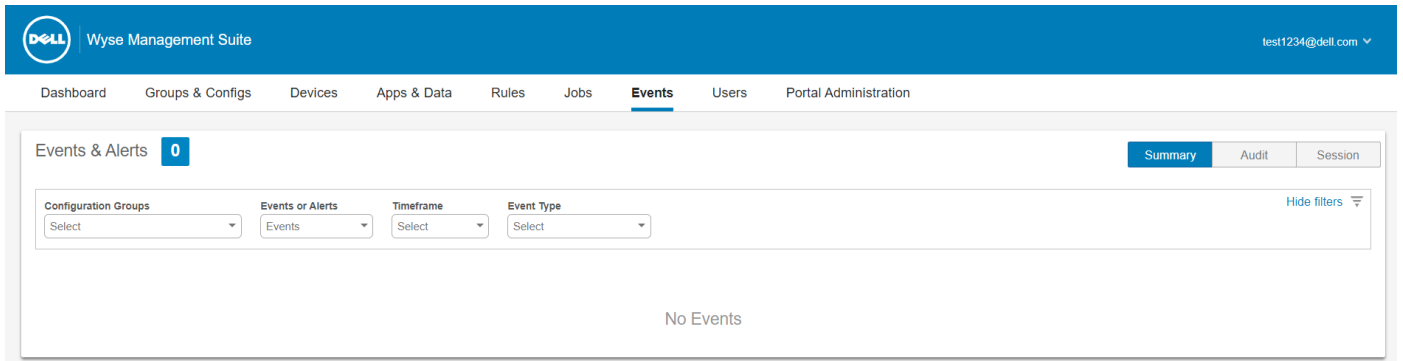 DELL Wyse Management Suite test1234@dell.com
Dashboard Groups & Configs Devices Apps & Data Rules Jobs Events Users Portal Administration
Events & Alerts 0 Summary Audit Session
Configuration Groups Events or Alerts Timeframe Event Type Hide filters
Select Events Select Select
No Events